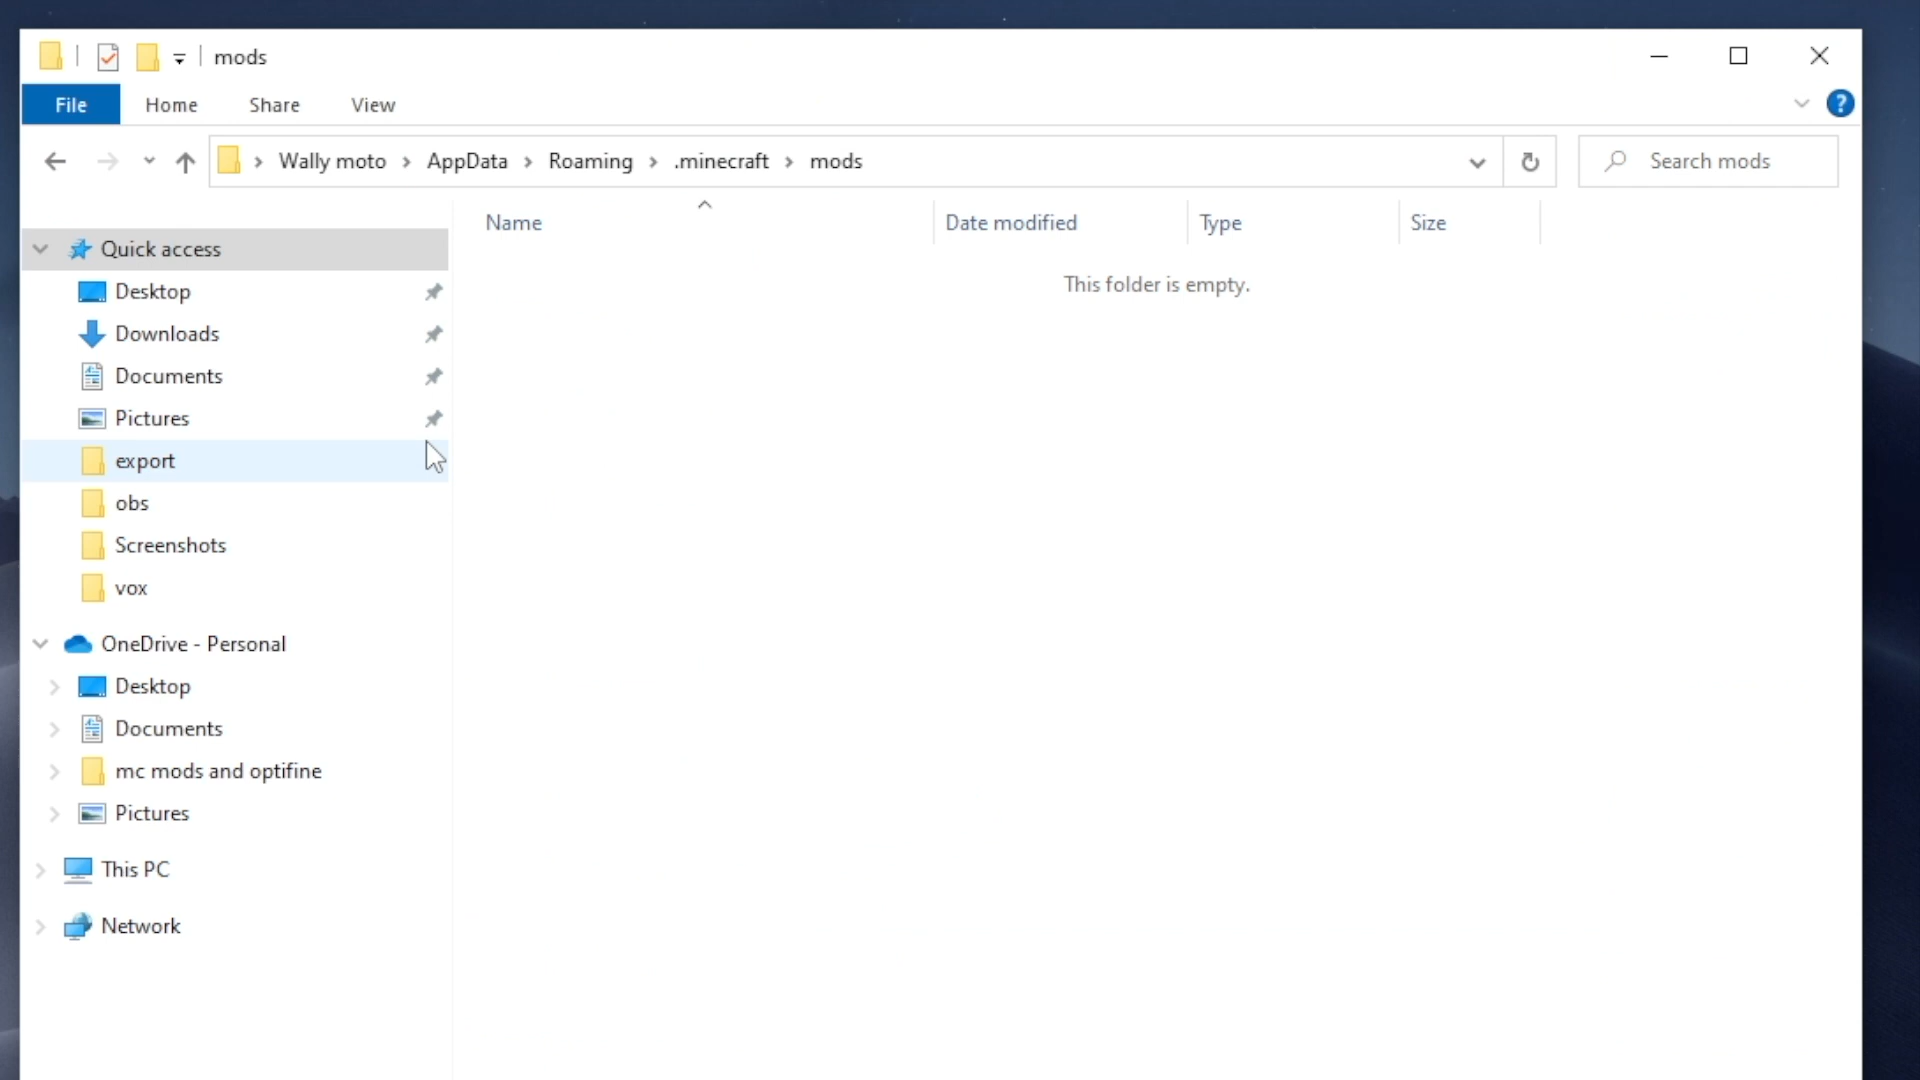 mods
File Home Share View
?
Wally moto AppData Roaming .minecraft mods
Search mods
Name Date modified Type Size
This folder is empty.
Quick access
Desktop
Downloads
Documents
Pictures
export
obs
Screenshots
vox
OneDrive - Personal
Desktop
Documents
mc mods and optifine
Pictures
This PC
Network